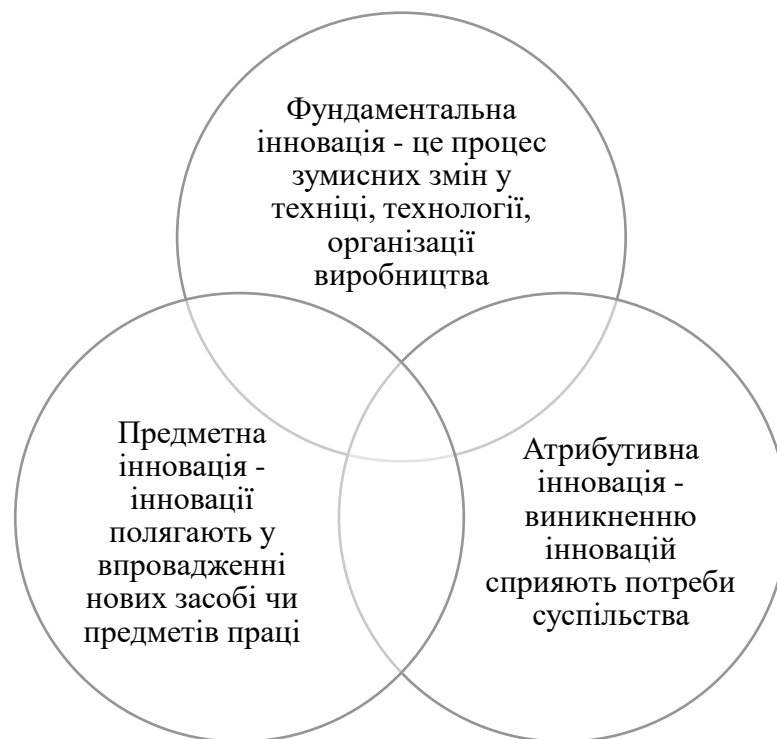 Фундаментальна
інновація - це процес
зумисних змін у
техніці, технології,
організації
виробництва
Предметна
інновація -
інновації
полягають у
впровадженні
нових засобі чи
предметів праці
Атрибутивна
інновація -
виникненню
інновацій
сприяють потреби
суспільства